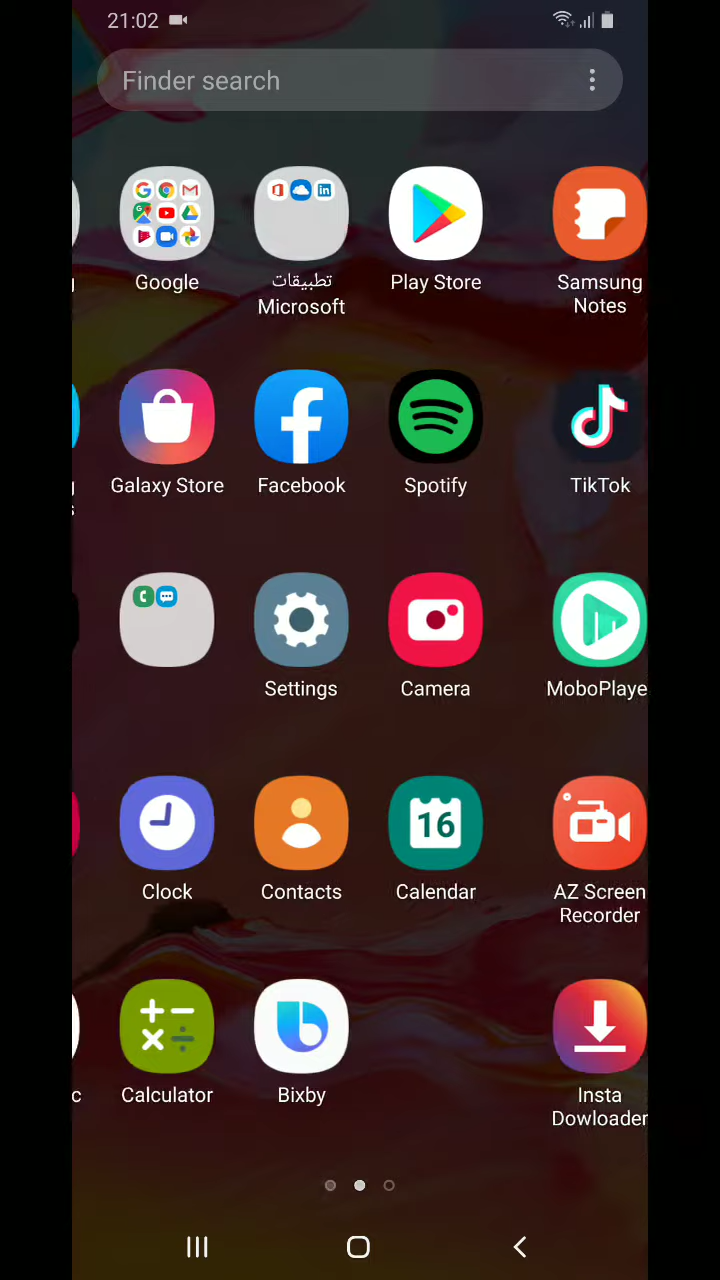 21:02
Finder search
Google
تطبيقات
Microsoft
Play Store
Samsung
Notes
Galaxy Store
Facebook
Spotify
TikTok
Settings
Camera
MoboPlaye
16
Clock
Contacts
Calendar
AZ Screen
Recorder
c
Calculator
Bixby
Insta
Dowloader